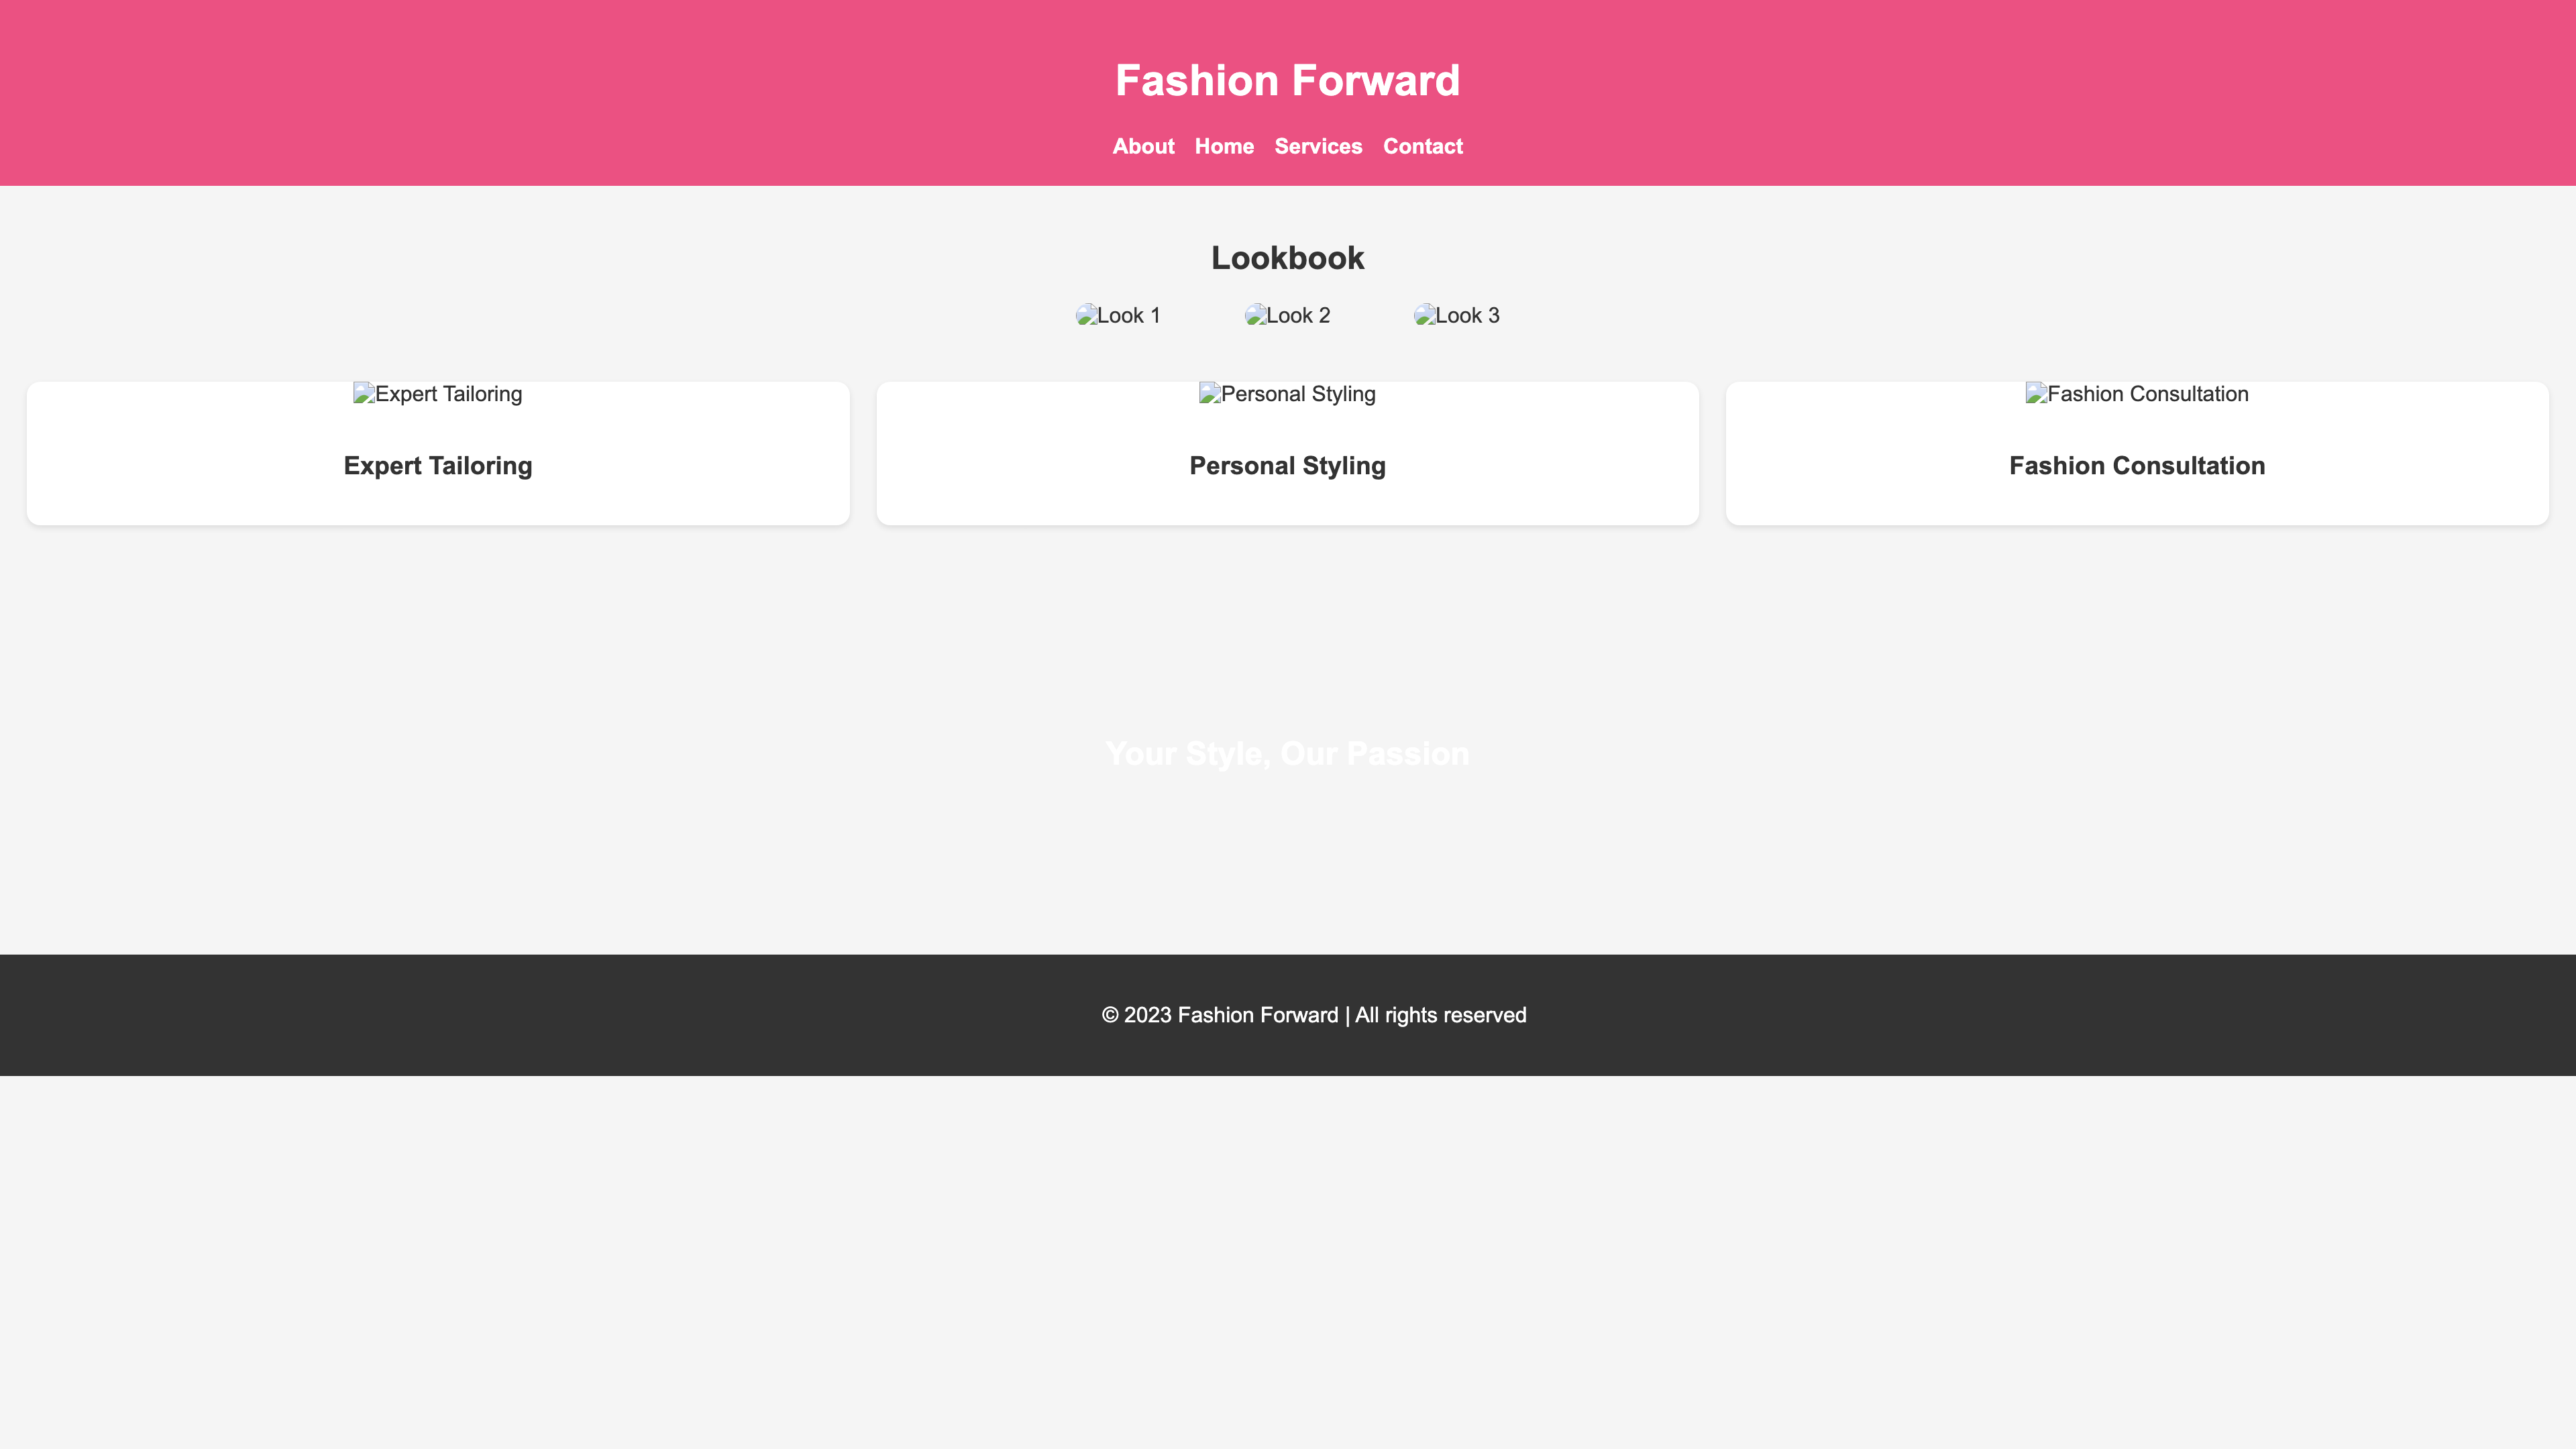 Fashion Forward
About Home Services Contact
Lookbook
Look 1 Look 2 Look 3
Expert Tailoring Personal Styling Fashion Consultation
Expert Tailoring Personal Styling Fashion Consultation
Your Style, Our Passion
© 2023 Fashion Forward | All rights reserved